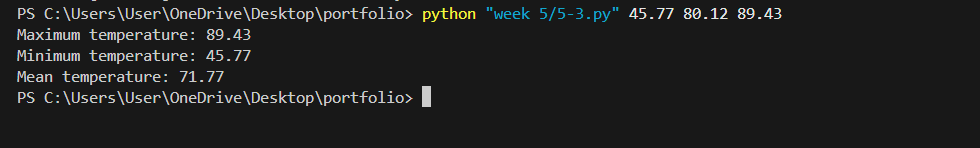 PS C:\Users\User\OneDrive\Desktop\portfolio> python "week 5/5-3.py" 45.77 80.12 89.43
Maximum temperature: 89.43
Minimum temperature: 45.77
Mean temperature: 71.77
PS C:\Users\User\OneDrive\Desktop\portfolio>